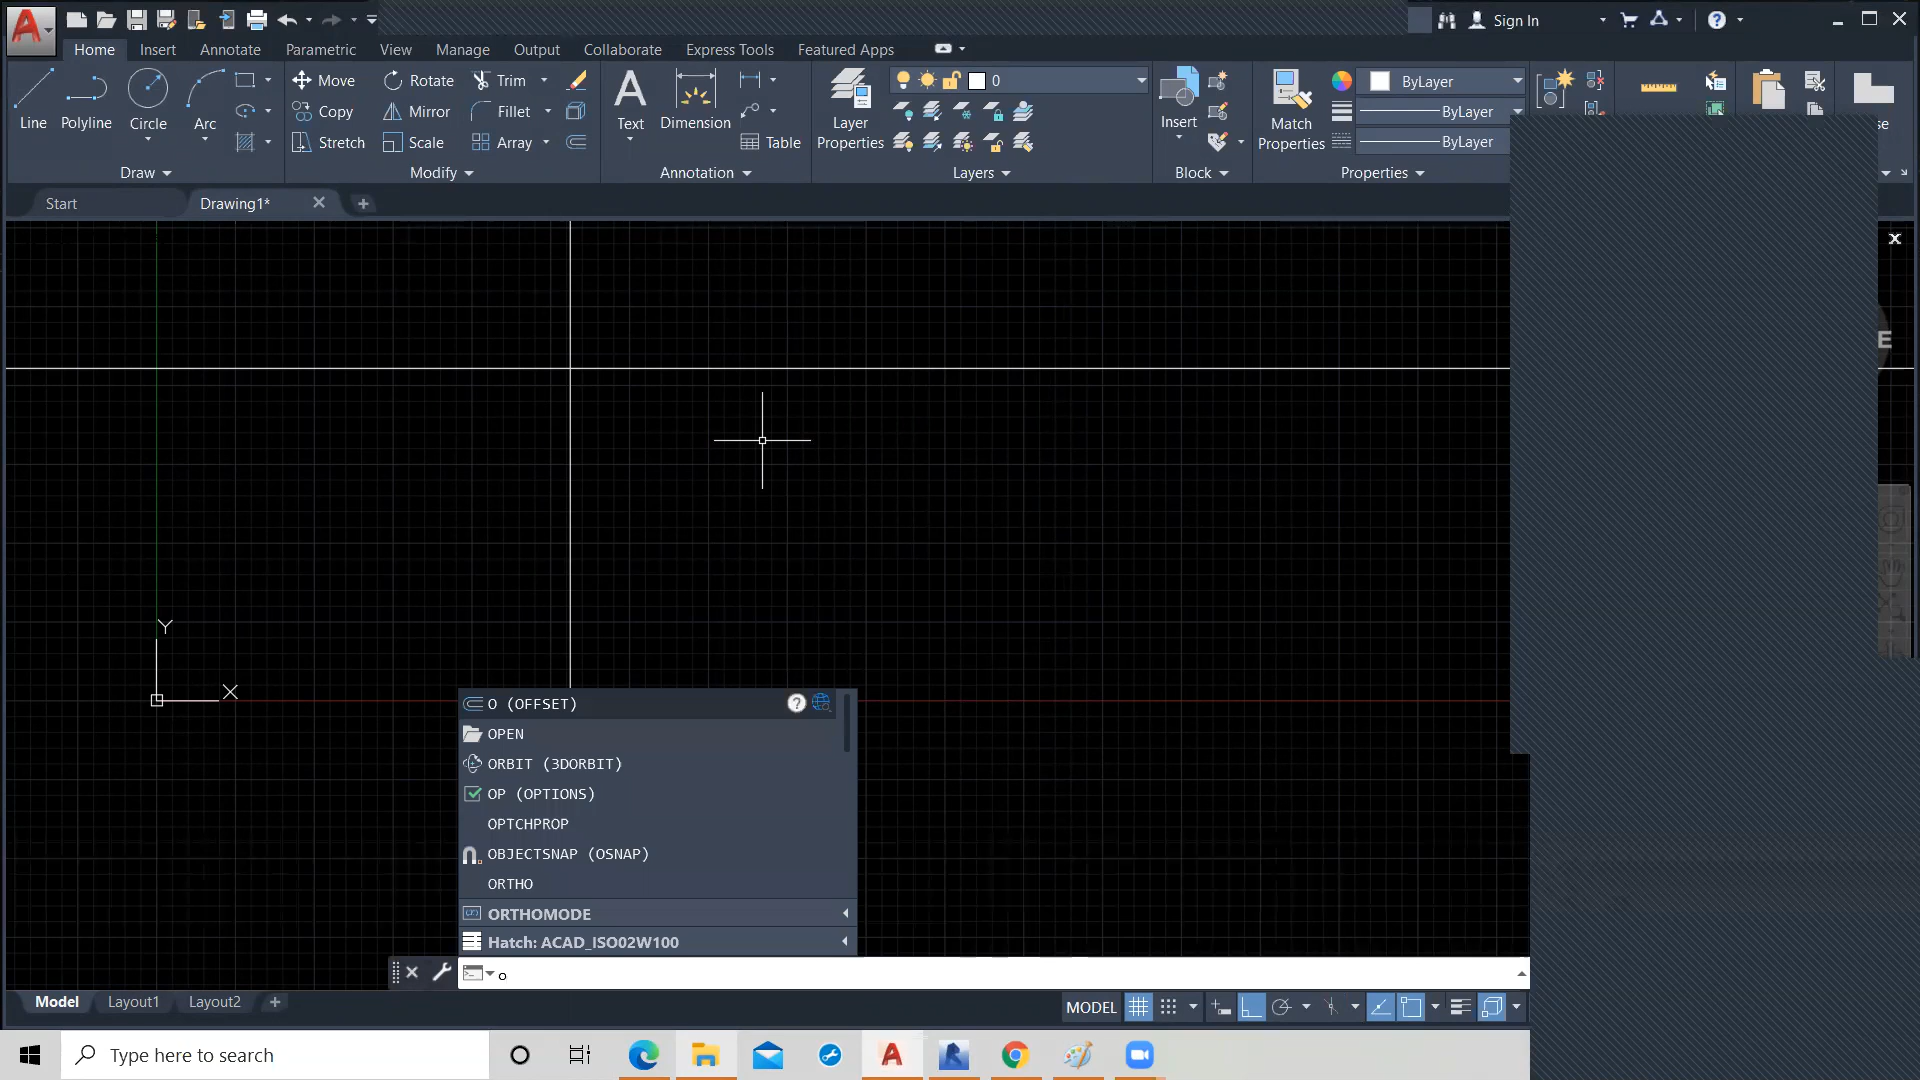 Sign In
Home Insert Annotate Parametric View Manage Output Collaborate Express Tools Featured Apps
Line Polyline Circle Arc
Move Rotate Trim
Copy Mirror Fillet
Stretch Scale Array
Text Dimension Table
Layer Properties
0
Insert
Match Properties
ByLayer
ByLayer
ByLayer
Draw Modify Annotation Layers Block Properties
Start Drawing1*
E
Y
X
O (OFFSET)
OPEN
ORBIT (3DORBIT)
OP (OPTIONS)
OPTCHPROP
OBJECTSNAP (OSNAP)
ORTHO
ORTHOMODE
Hatch: ACAD_ISO02W100
o
Model Layout1 Layout2
MODEL
Type here to search